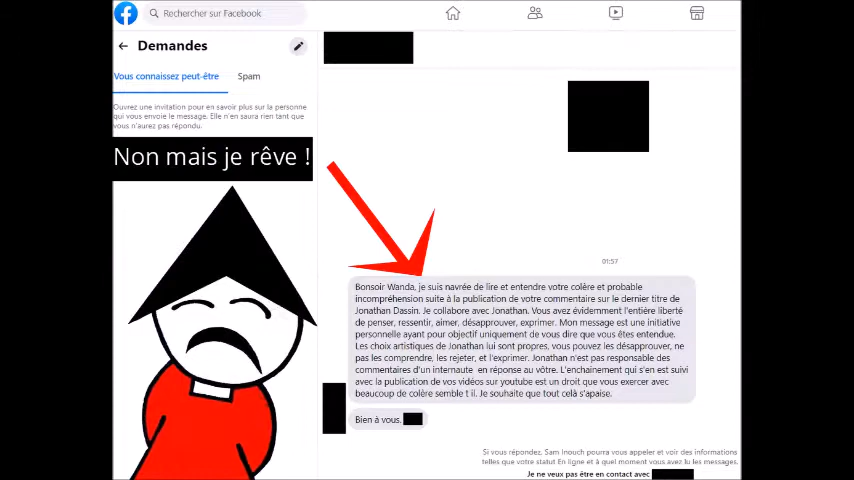 Rechercher sur Facebook
Demandes
Vous connaissez peut-être
Spam
Ouvrez une invitation pour en savoir plus sur la personne
qui vous envoie le message. Elle n'en saura rien tant que
vous n'aurez pas répondu.
Non mais je rêve !
01:57
Bonsoir Wanda, je suis navrée de lire et entendre votre colère et probable
incompréhension suite à la publication de votre commentaire sur le dernier titre de
Jonathan Dassin. Je collabore avec Jonathan. Vous avez évidemment l'entière liberté
de penser, ressentir, aimer, désapprouver, exprimer. Mon message est une initiative
personnelle ayant pour objectif uniquement de vous dire que vous êtes entendue.
Les choix artistiques de Jonathan lui sont propres, vous pouvez les désapprouver, ne
pas les comprendre, les rejeter, et l'exprimer. Jonathan n'est pas responsable des
commentaires d'un internaute en réponse au vôtre. L'enchainement qui s'en est suivi
avec la publication de vos vidéos sur youtube est un droit que vous exercer avec
beaucoup de colère semble t il. Je souhaite que tout celà s'apaise.
Bien à vous.
Si vous répondez, Sam Inouch pourra vous appeler et voir des informations
telles que votre statut En ligne et à quel moment vous avez lu les messages.
Je ne veux pas être en contact avec